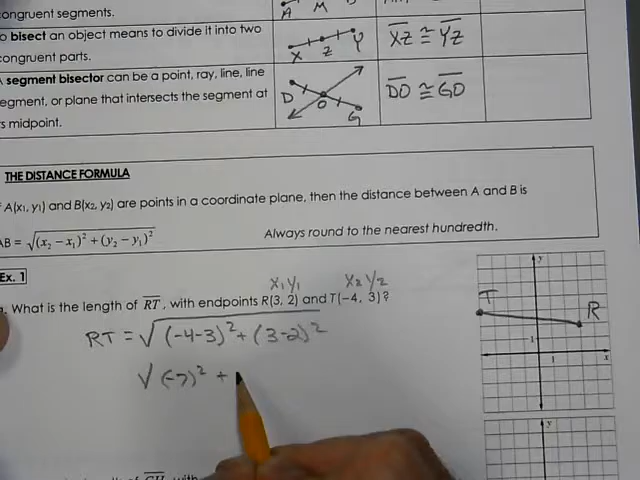 congruent segments.
A M
o bisect an object means to divide it into two
congruent parts.
X Z Y
XZ ≅ YZ
A segment bisector can be a point, ray, line, line
egment, or plane that intersects the segment at
s midpoint.
D O G
DO ≅ GO
THE DISTANCE FORMULA
A(x₁, y₁) and B(x₂, y₂) are points in a coordinate plane, then the distance between A and B is
AB = √(x₂ − x₁)² + (y₂ − y₁)²
Always round to the nearest hundredth.
Ex. 1
x₁ y₁ x₂ y₂
a. What is the length of RT, with endpoints R(3, 2) and T(−4, 3)?
RT = √(-4-3)² + (3-2)²
√(-7)² +
y
T R
1
1 x
y